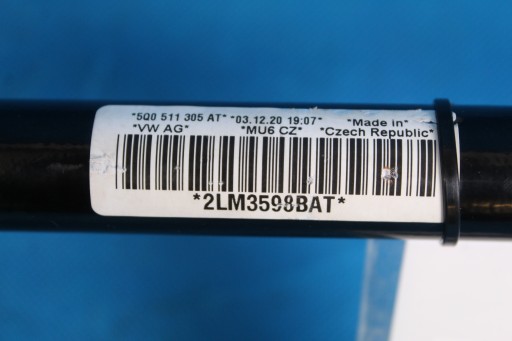 *5Q0 511 305 AT* *03.12.20 19:07* *Made in*
*VW AG* *MU6 CZ* *Czech Republic*
*2LM3598BAT*